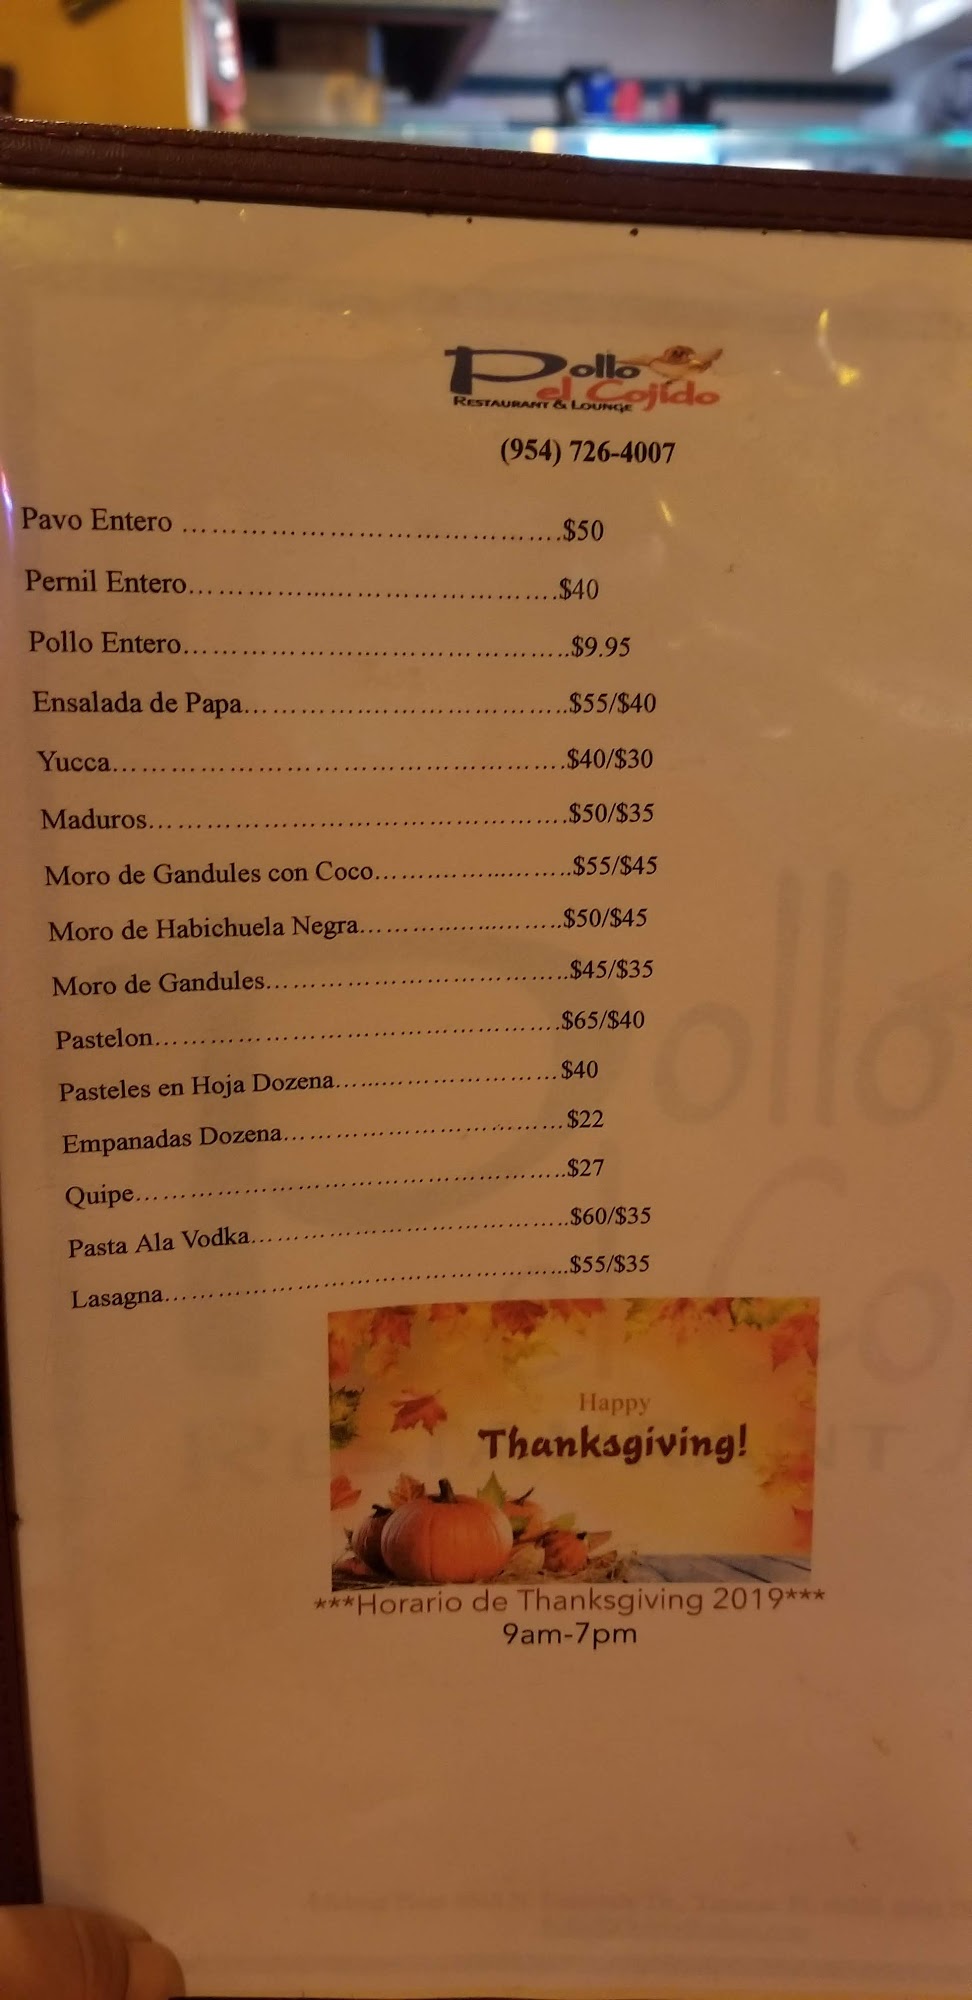 Pollo
el Cojido
RESTAURANT & LOUNGE
(954) 726-4007
Pavo Entero ........................................$50
Pernil Entero........................................$40
Pollo Entero........................................$9.95
Ensalada de Papa........................................$55/$40
Yucca........................................$40/$30
Maduros........................................$50/$35
Moro de Gandules con Coco........................$55/$45
Moro de Habichuela Negra........................$50/$45
Moro de Gandules................................$45/$35
Pastelon........................................$65/$40
Pasteles en Hoja Dozena........................$40
Empanadas Dozena................................$22
Quipe........................................$27
Pasta Ala Vodka................................$60/$35
Lasagna........................................$55/$35
Happy
Thanksgiving!
***Horario de Thanksgiving 2019***
9am-7pm